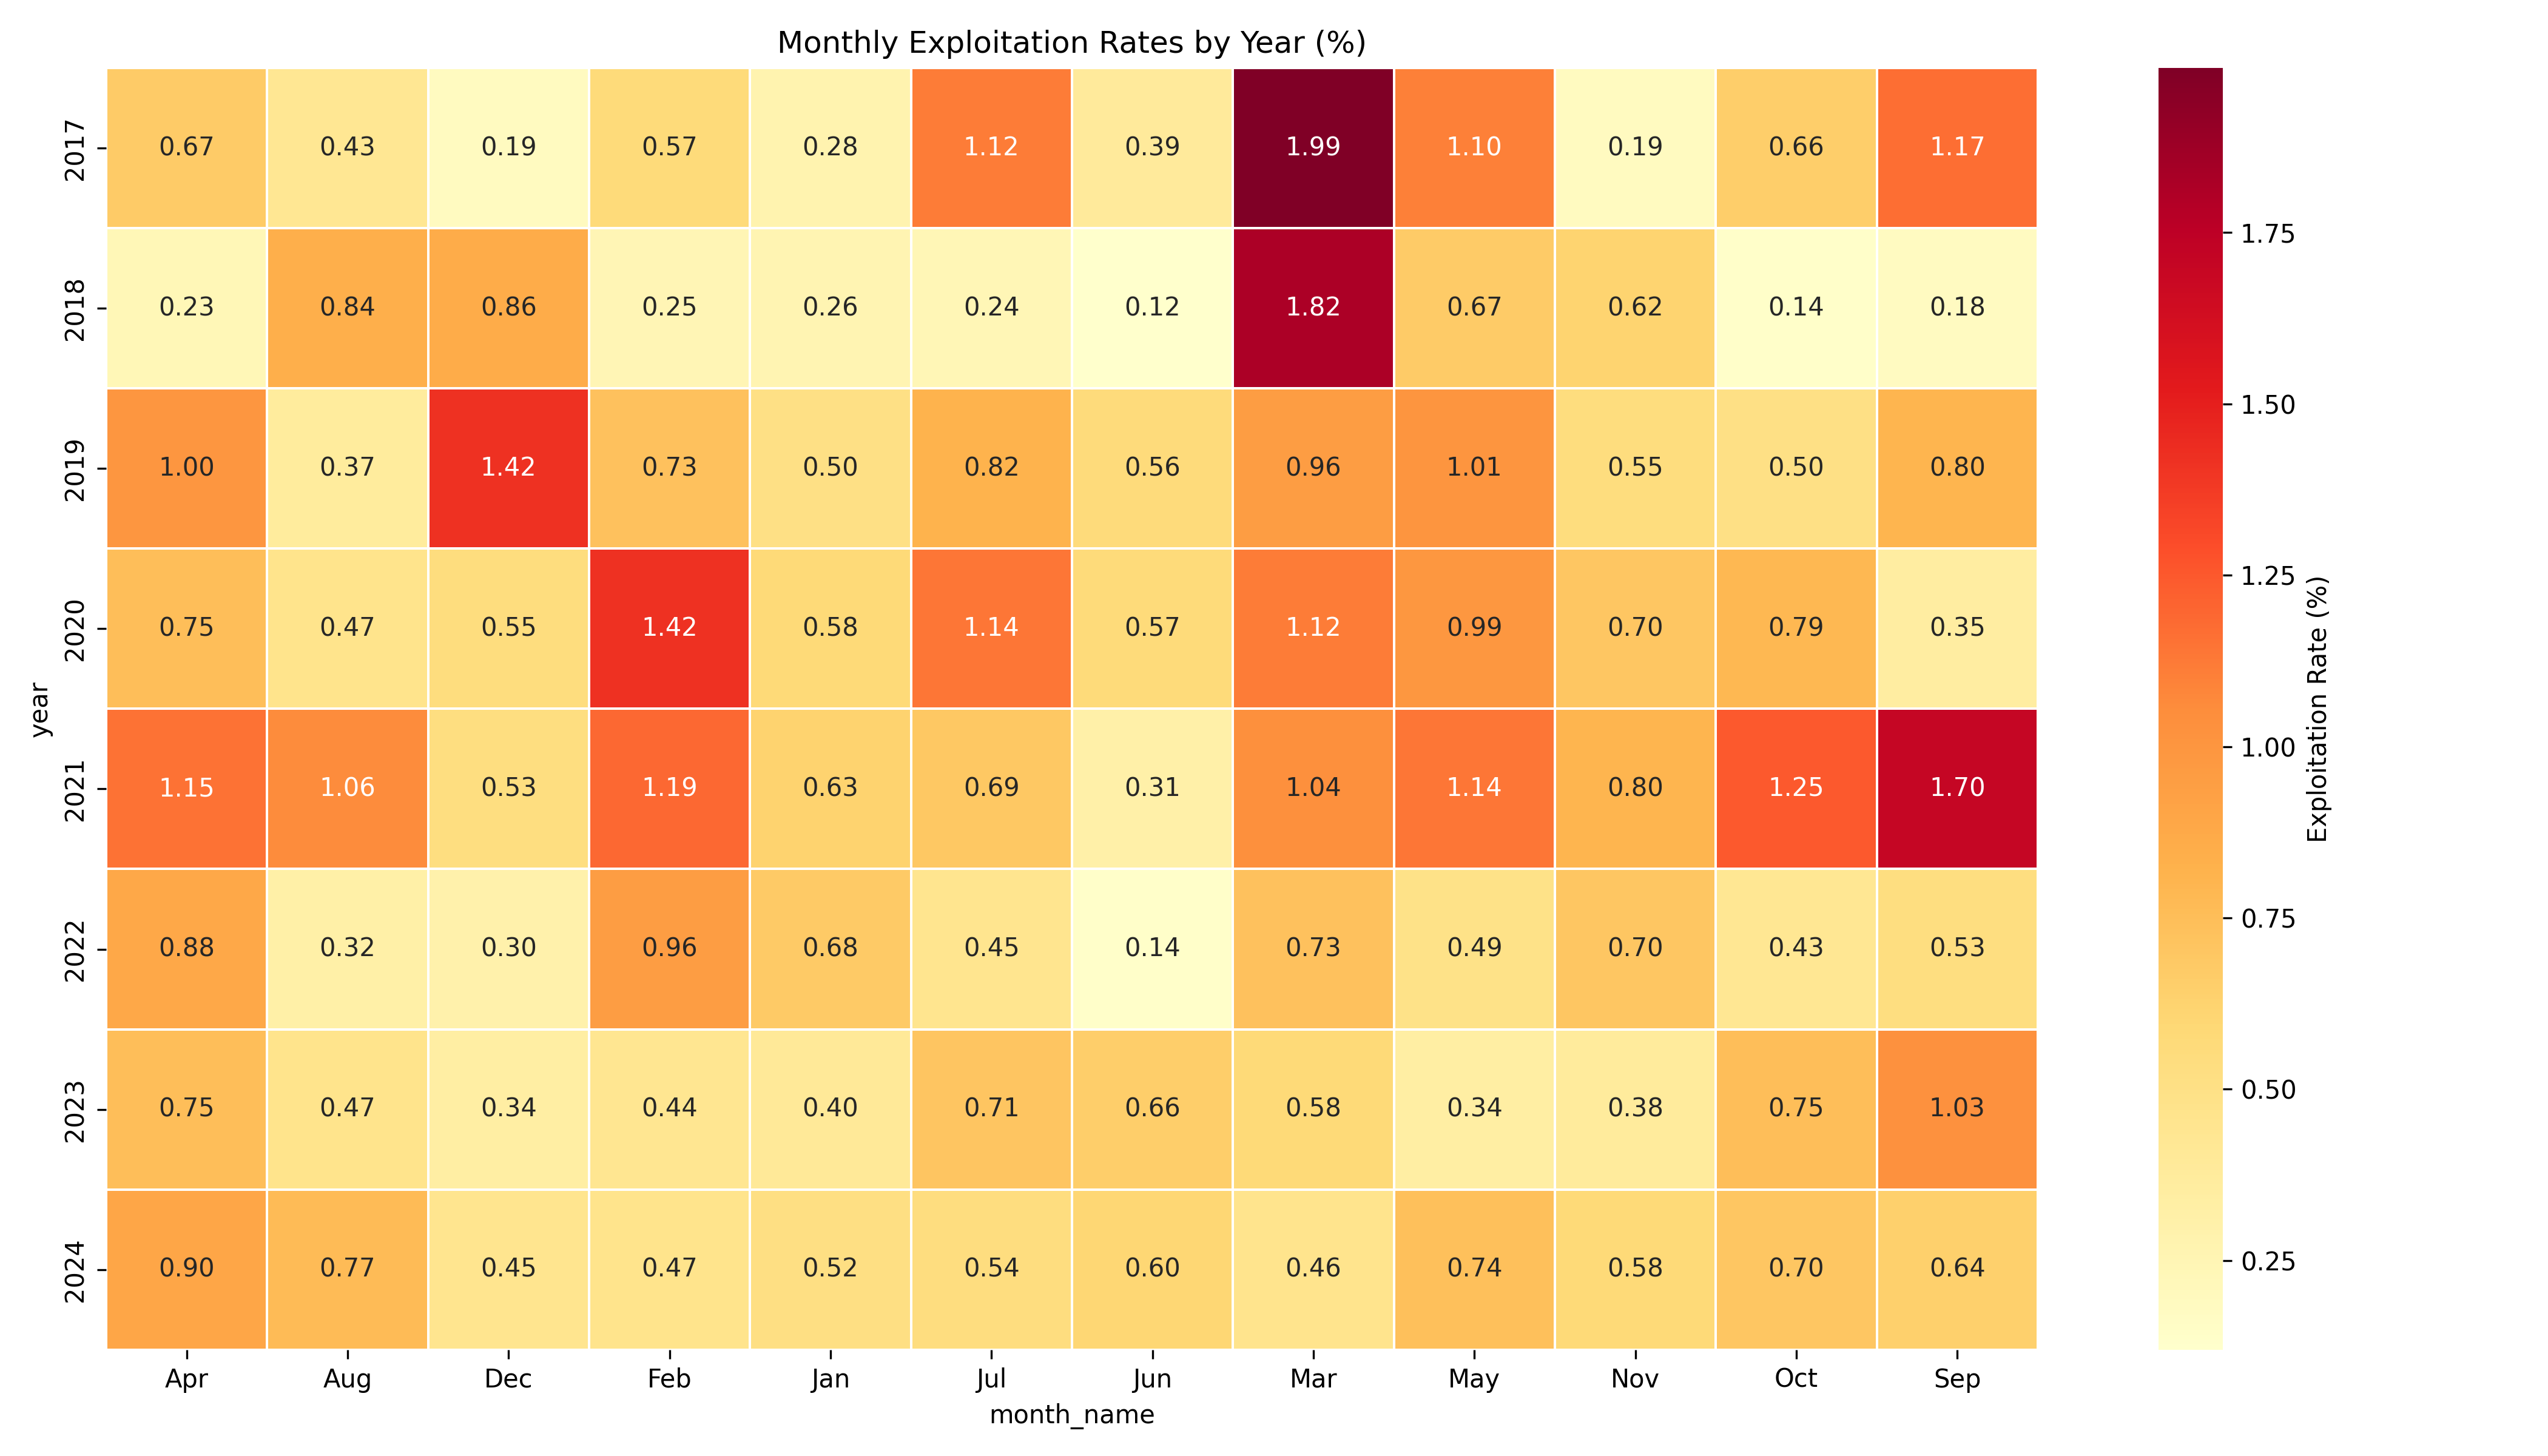 Monthly Exploitation Rates by Year (%)
2017 0.67 0.43 0.19 0.57 0.28 1.12 0.39 1.99 1.10 0.19 0.66 1.17
2018 0.23 0.84 0.86 0.25 0.26 0.24 0.12 1.82 0.67 0.62 0.14 0.18
2019 1.00 0.37 1.42 0.73 0.50 0.82 0.56 0.96 1.01 0.55 0.50 0.80
2020 0.75 0.47 0.55 1.42 0.58 1.14 0.57 1.12 0.99 0.70 0.79 0.35
2021 1.15 1.06 0.53 1.19 0.63 0.69 0.31 1.04 1.14 0.80 1.25 1.70
2022 0.88 0.32 0.30 0.96 0.68 0.45 0.14 0.73 0.49 0.70 0.43 0.53
2023 0.75 0.47 0.34 0.44 0.40 0.71 0.66 0.58 0.34 0.38 0.75 1.03
2024 0.90 0.77 0.45 0.47 0.52 0.54 0.60 0.46 0.74 0.58 0.70 0.64
Apr Aug Dec Feb Jan Jul Jun Mar May Nov Oct Sep
month_name
year
1.75
1.50
1.25
1.00
0.75
0.50
0.25
Exploitation Rate (%)